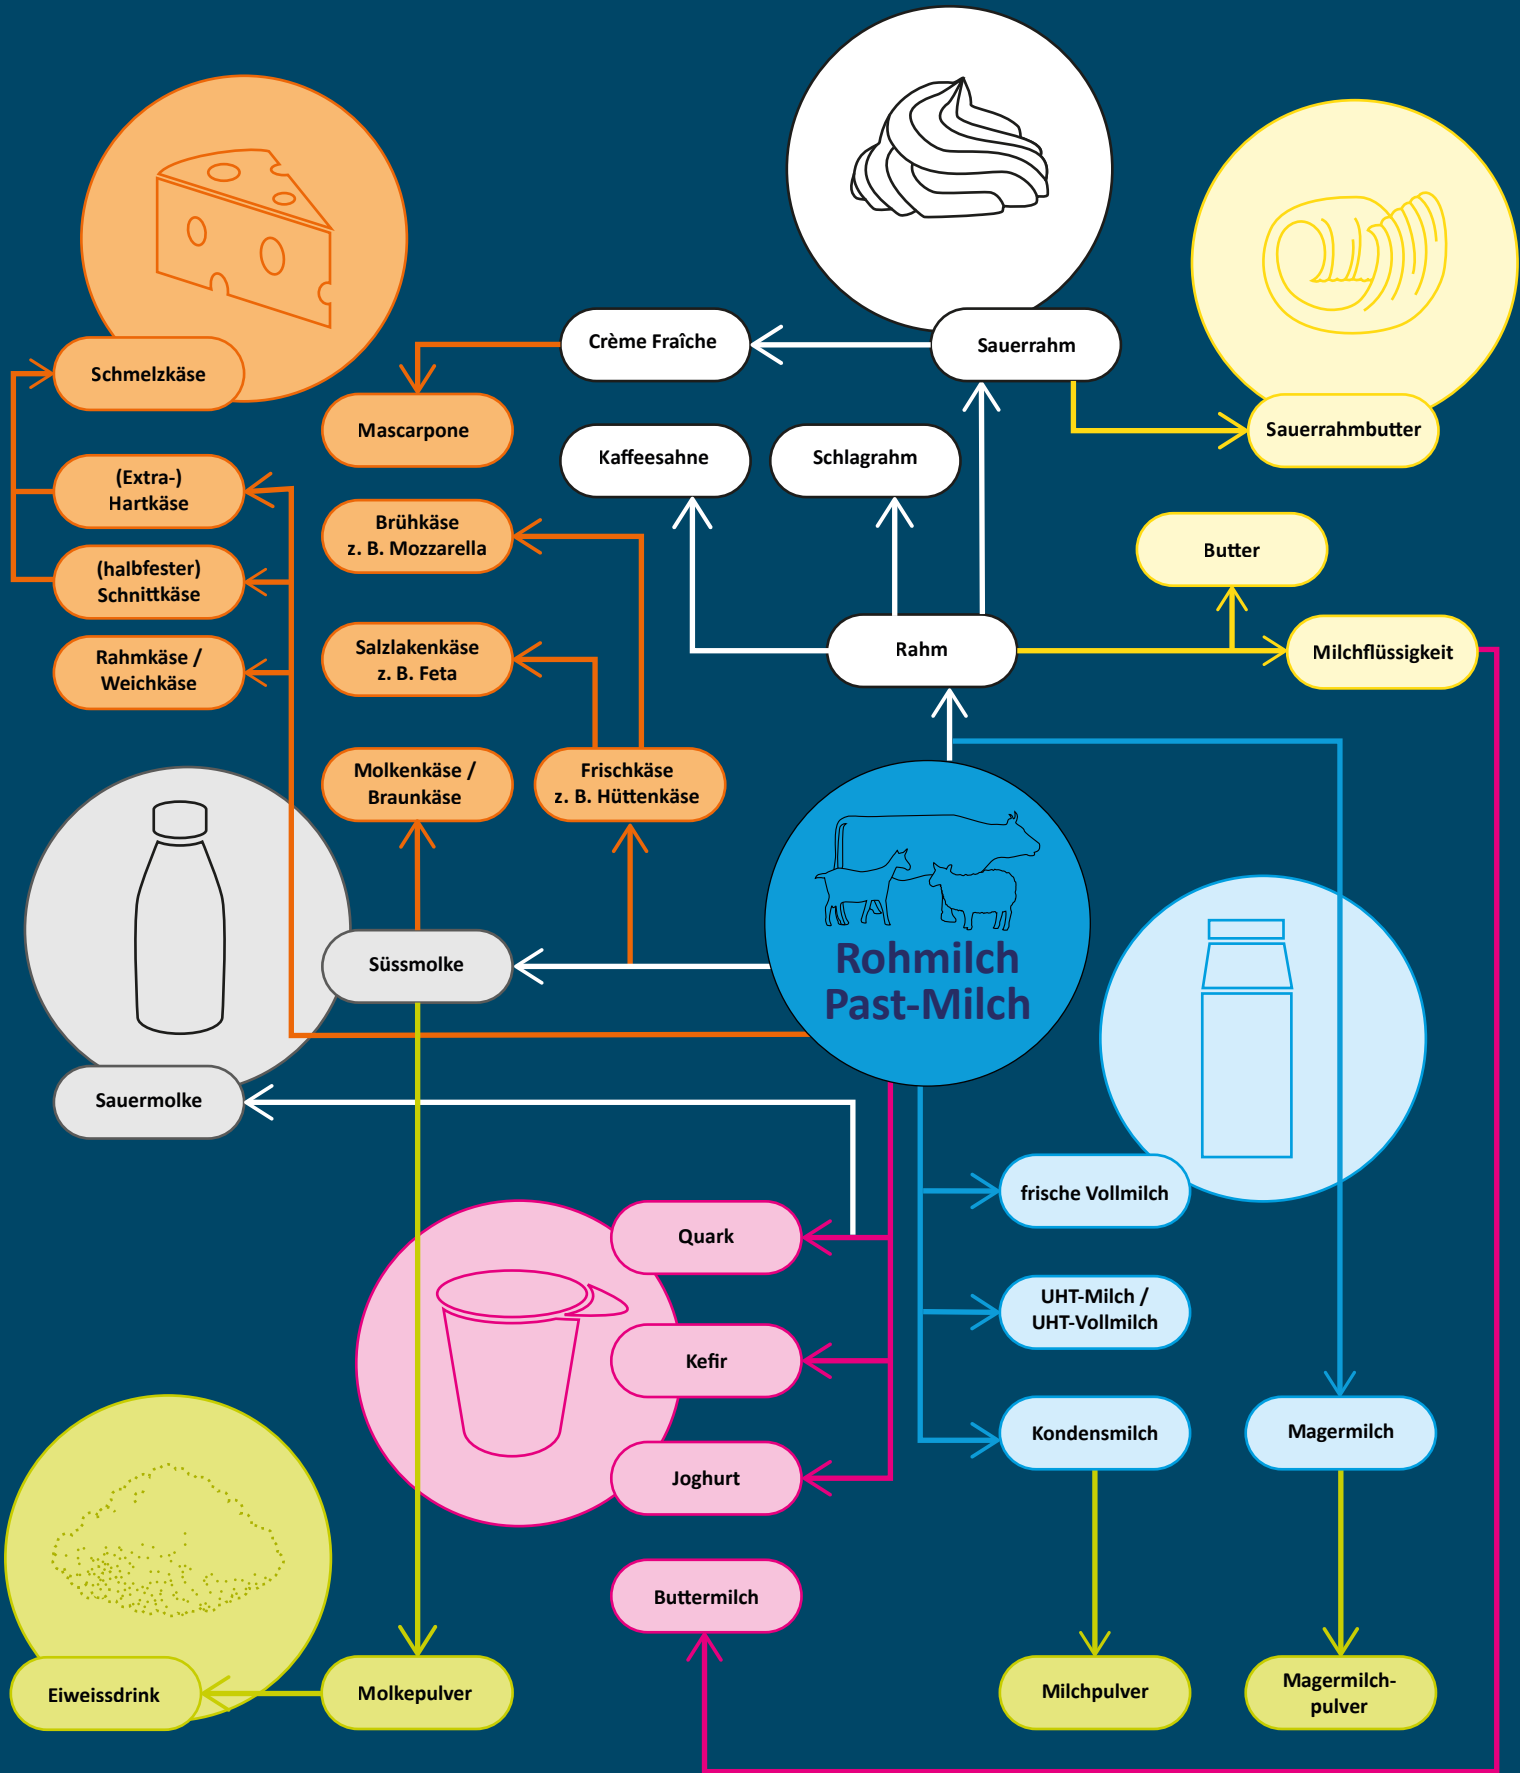 Crème Fraîche
Sauerrahm
Schmelzkäse
Mascarpone
Sauerrahmbutter
Kaffeesahne
Schlagrahm
(Extra-)
Hartkäse
Brühkäse
z. B. Mozzarella
Butter
(halbfester)
Schnittkäse
Rahmkäse /
Weichkäse
Salzlakenkäse
z. B. Feta
Rahm
Milchflüssigkeit
Molkenkäse /
Braunkäse
Frischkäse
z. B. Hüttenkäse
Rohmilch
Past-Milch
Süssmolke
Sauermolke
frische Vollmilch
Quark
UHT-Milch /
UHT-Vollmilch
Kefir
Kondensmilch
Magermilch
Joghurt
Buttermilch
Eiweissdrink
Molkepulver
Milchpulver
Magermilch-
pulver